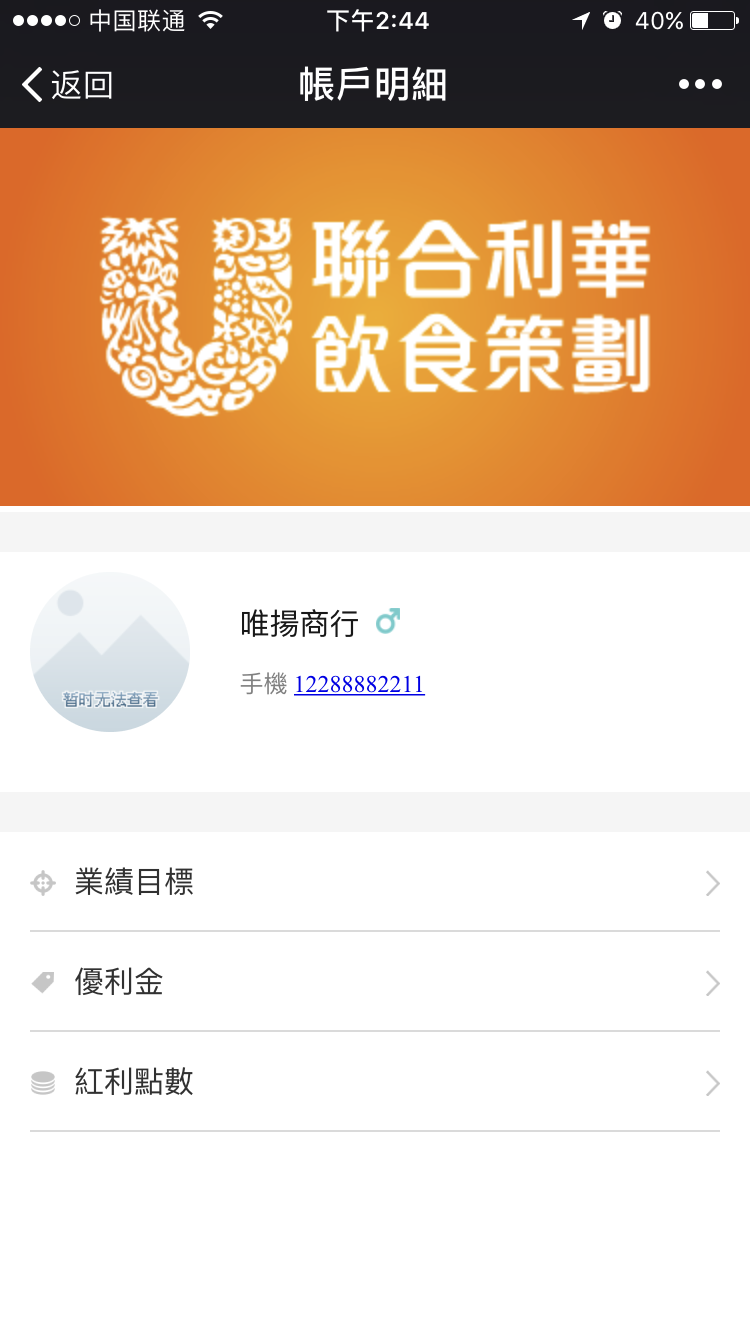 中国联通 下午2:44 40%
返回 帳戶明細
聯合利華
飲食策劃
唯揚商行
暂时无法查看
手機 12288882211
業績目標
優利金
紅利點數